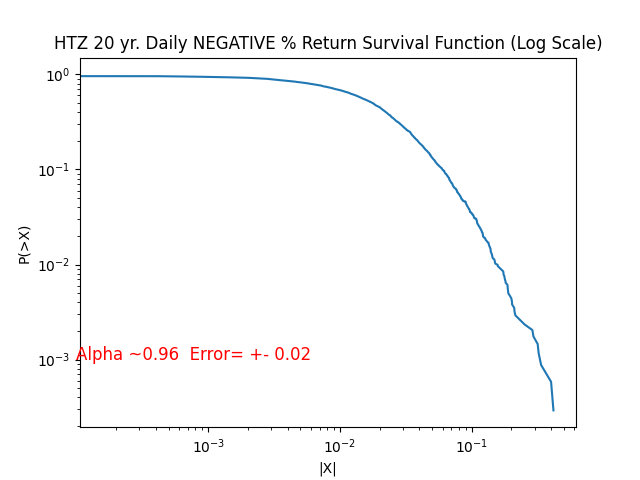 HTZ 20 yr. Daily NEGATIVE % Return Survival Function (Log Scale)
P(>X)
10⁰
10⁻¹
10⁻²
10⁻³
Alpha ~0.96  Error= +- 0.02
10⁻³ 10⁻² 10⁻¹
|X|